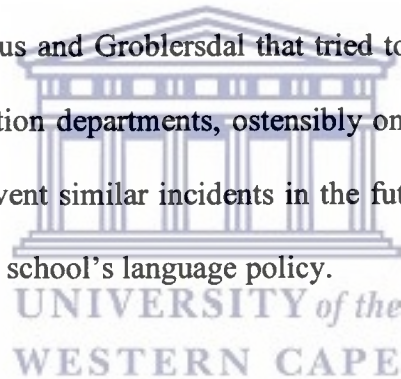 us and Groblersdal that tried to
tion departments, ostensibly on
vent similar incidents in the fut
school's language policy.
UNIVERSITY of the
WESTERN CAPE